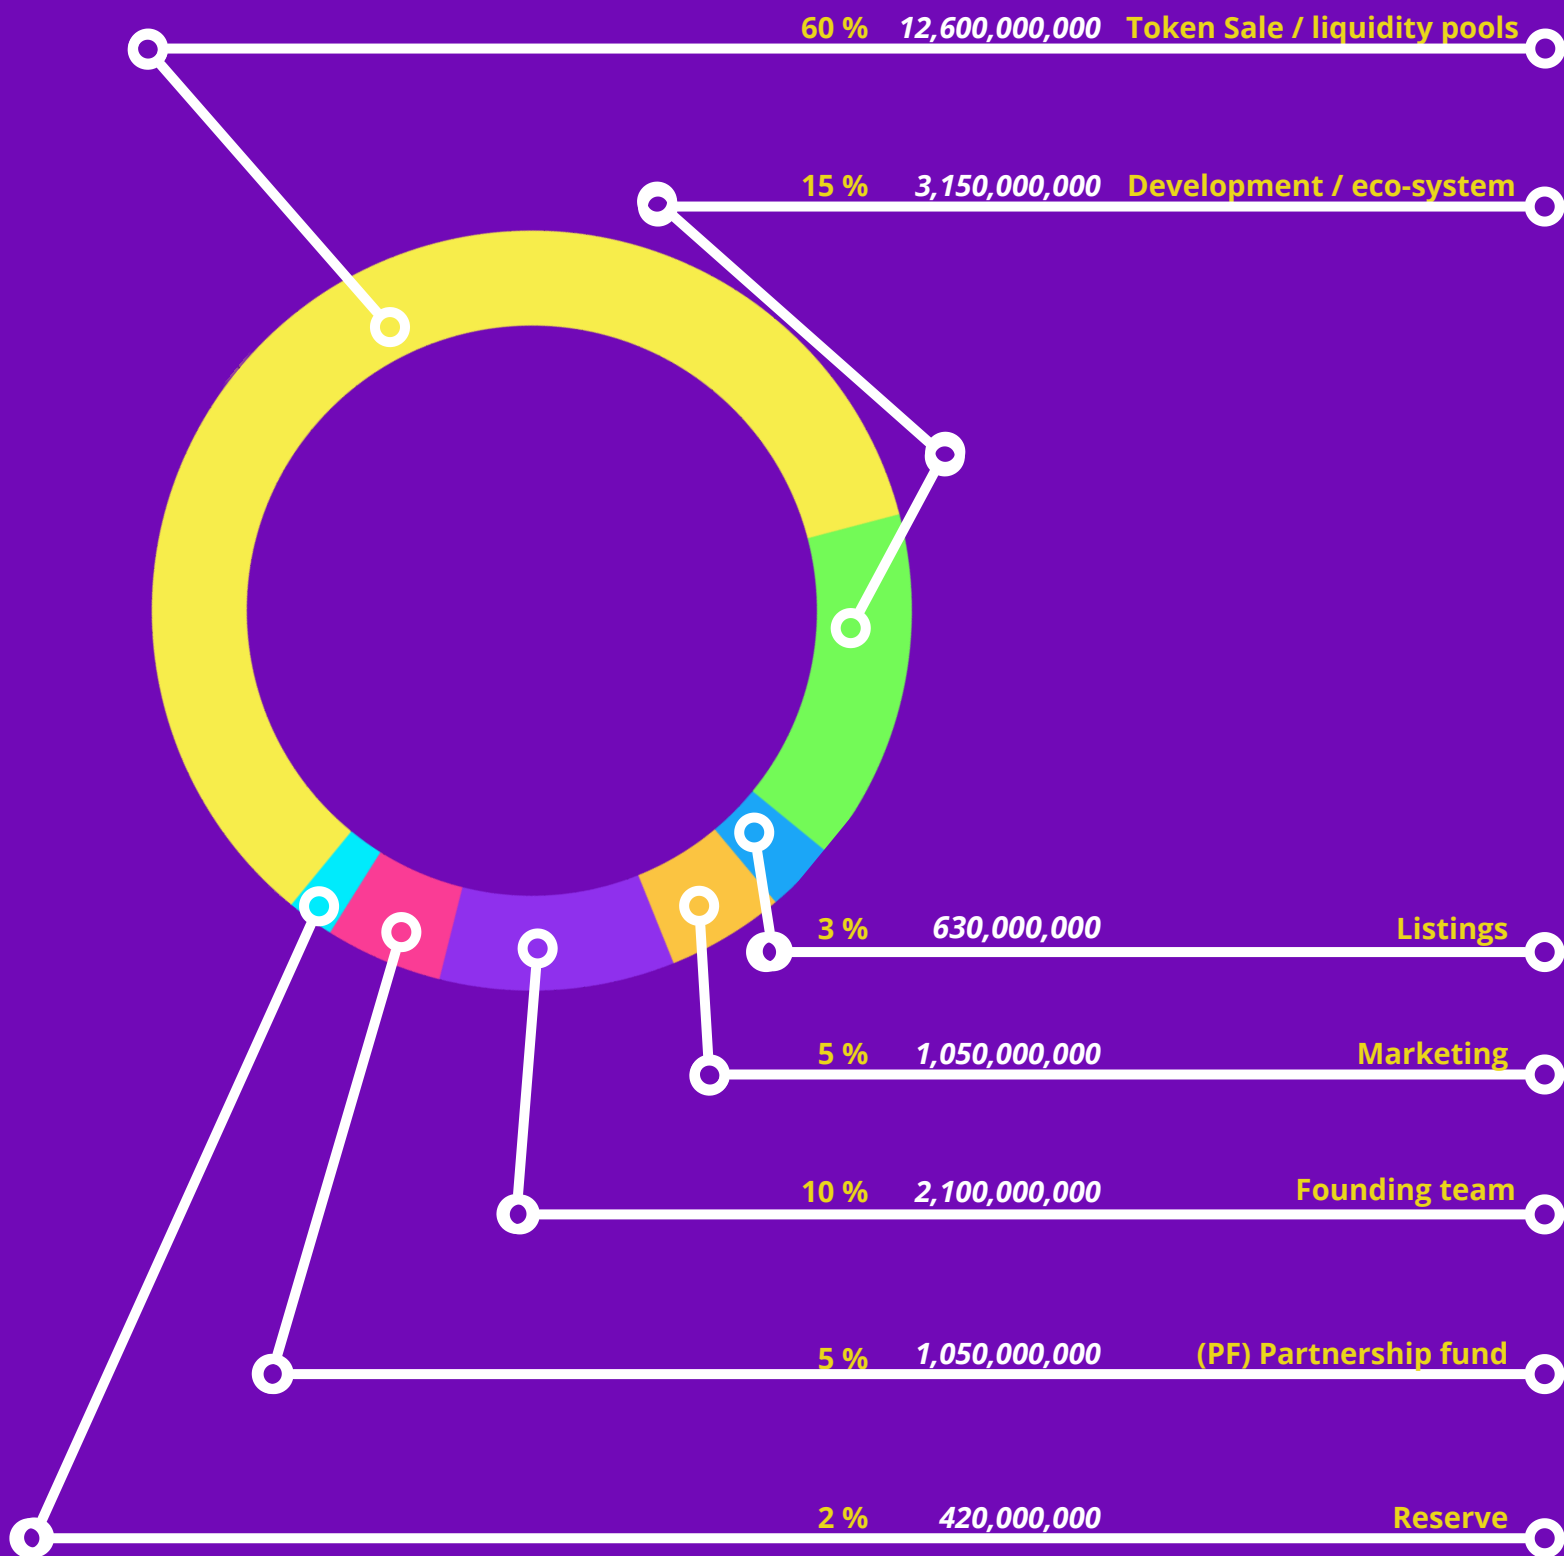 60 % 12,600,000,000 Token Sale / liquidity pools
15 % 3,150,000,000 Development / eco-system
3 % 630,000,000 Listings
5 % 1,050,000,000 Marketing
10 % 2,100,000,000 Founding team
5 % 1,050,000,000 (PF) Partnership fund
2 % 420,000,000 Reserve